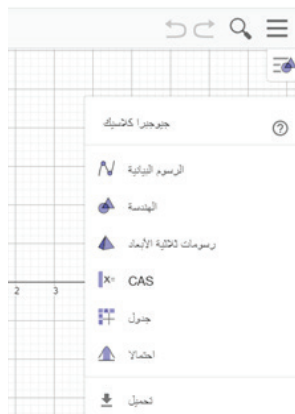 جيوجبرا كلاسيك
الرسوم البيانية
الهندسة
رسومات ثلاثية الأبعاد
X= CAS
جدول
احتمالا
تحميل
2 3